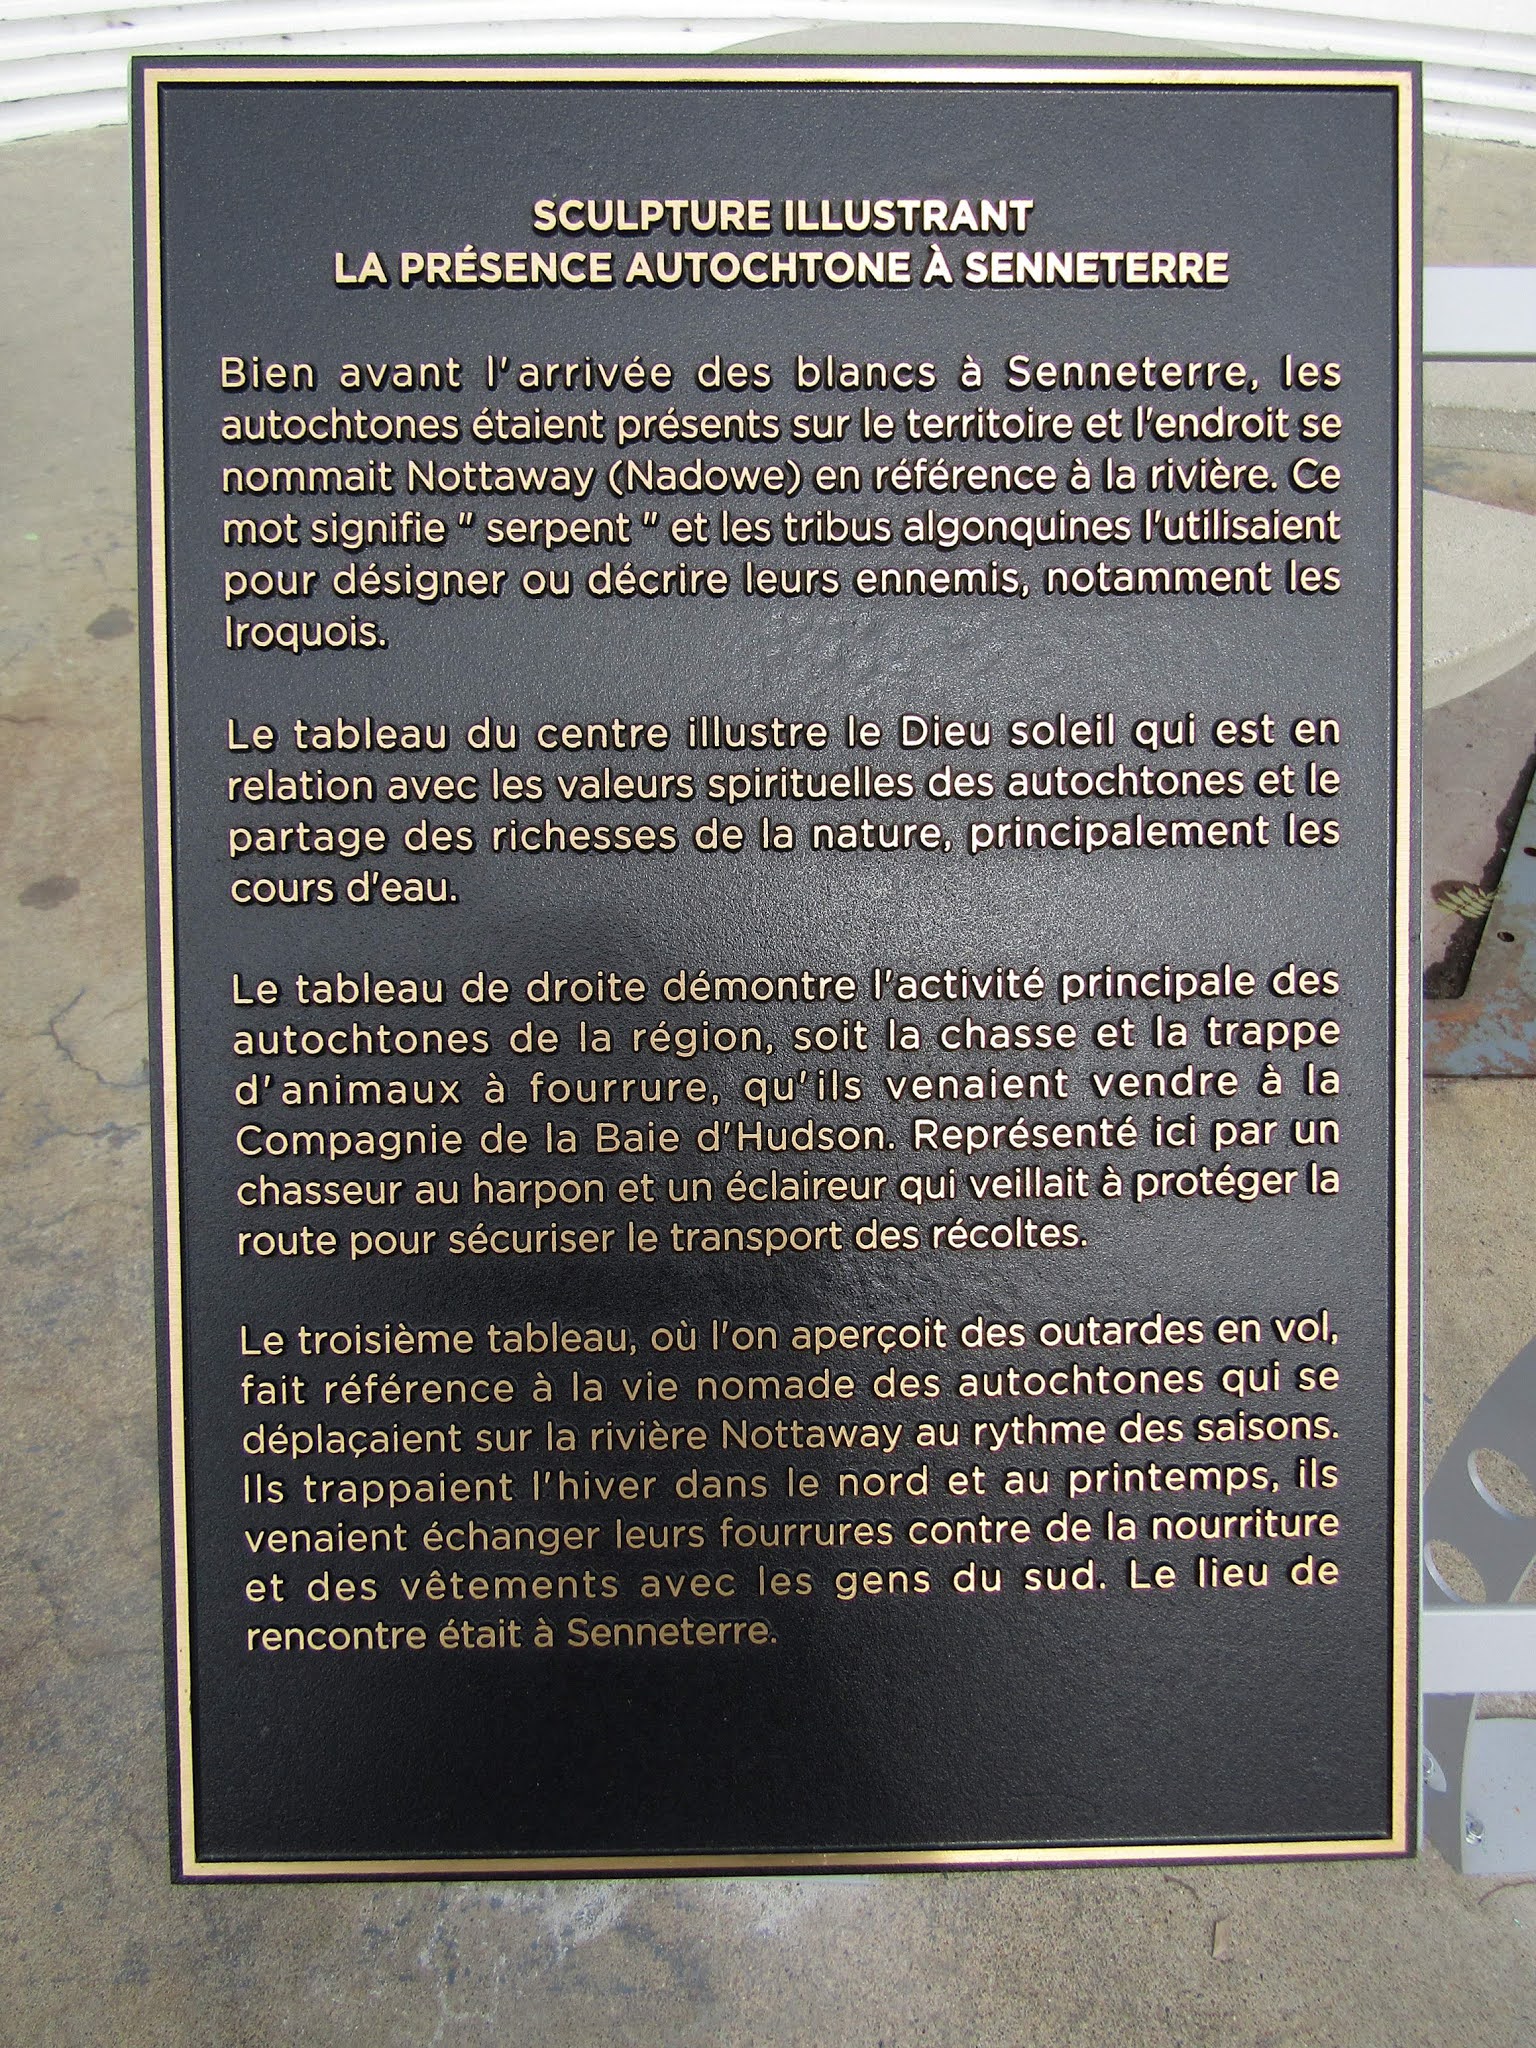 SCULPTURE ILLUSTRANT
LA PRÉSENCE AUTOCHTONE À SENNETERRE
Bien avant l'arrivée des blancs à Senneterre, les
autochtones étaient présents sur le territoire et l'endroit se
nommait Nottaway (Nadowe) en référence à la rivière. Ce
mot signifie " serpent " et les tribus algonquines l'utilisaient
pour désigner ou décrire leurs ennemis, notamment les
Iroquois.
Le tableau du centre illustre le Dieu soleil qui est en
relation avec les valeurs spirituelles des autochtones et le
partage des richesses de la nature, principalement les
cours d'eau.
Le tableau de droite démontre l'activité principale des
autochtones de la région, soit la chasse et la trappe
d'animaux à fourrure, qu'ils venaient vendre à la
Compagnie de la Baie d'Hudson. Représenté ici par un
chasseur au harpon et un éclaireur qui veillait à protéger la
route pour sécuriser le transport des récoltes.
Le troisième tableau, où l'on aperçoit des outardes en vol,
fait référence à la vie nomade des autochtones qui se
déplaçaient sur la rivière Nottaway au rythme des saisons.
Ils trappaient l'hiver dans le nord et au printemps, ils
venaient échanger leurs fourrures contre de la nourriture
et des vêtements avec les gens du sud. Le lieu de
rencontre était à Senneterre.